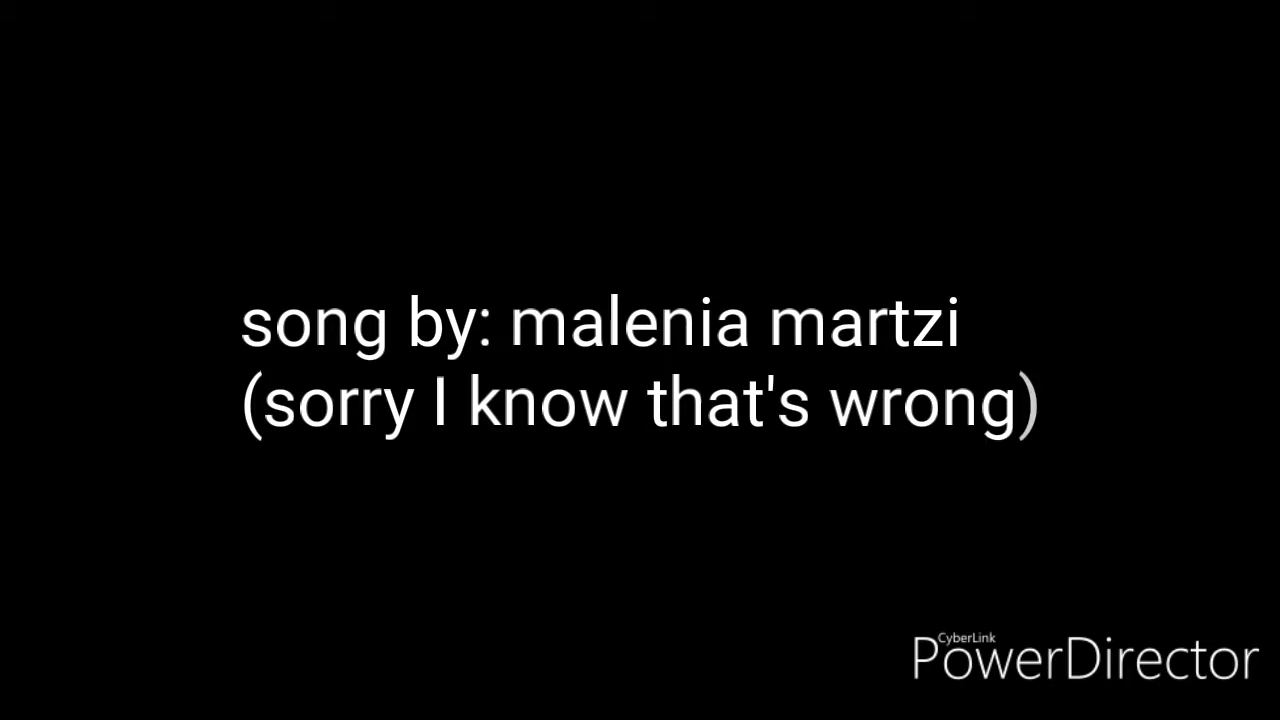 song by: malenia martzi
(sorry I know that's wrong)
CyberLink
PowerDirector